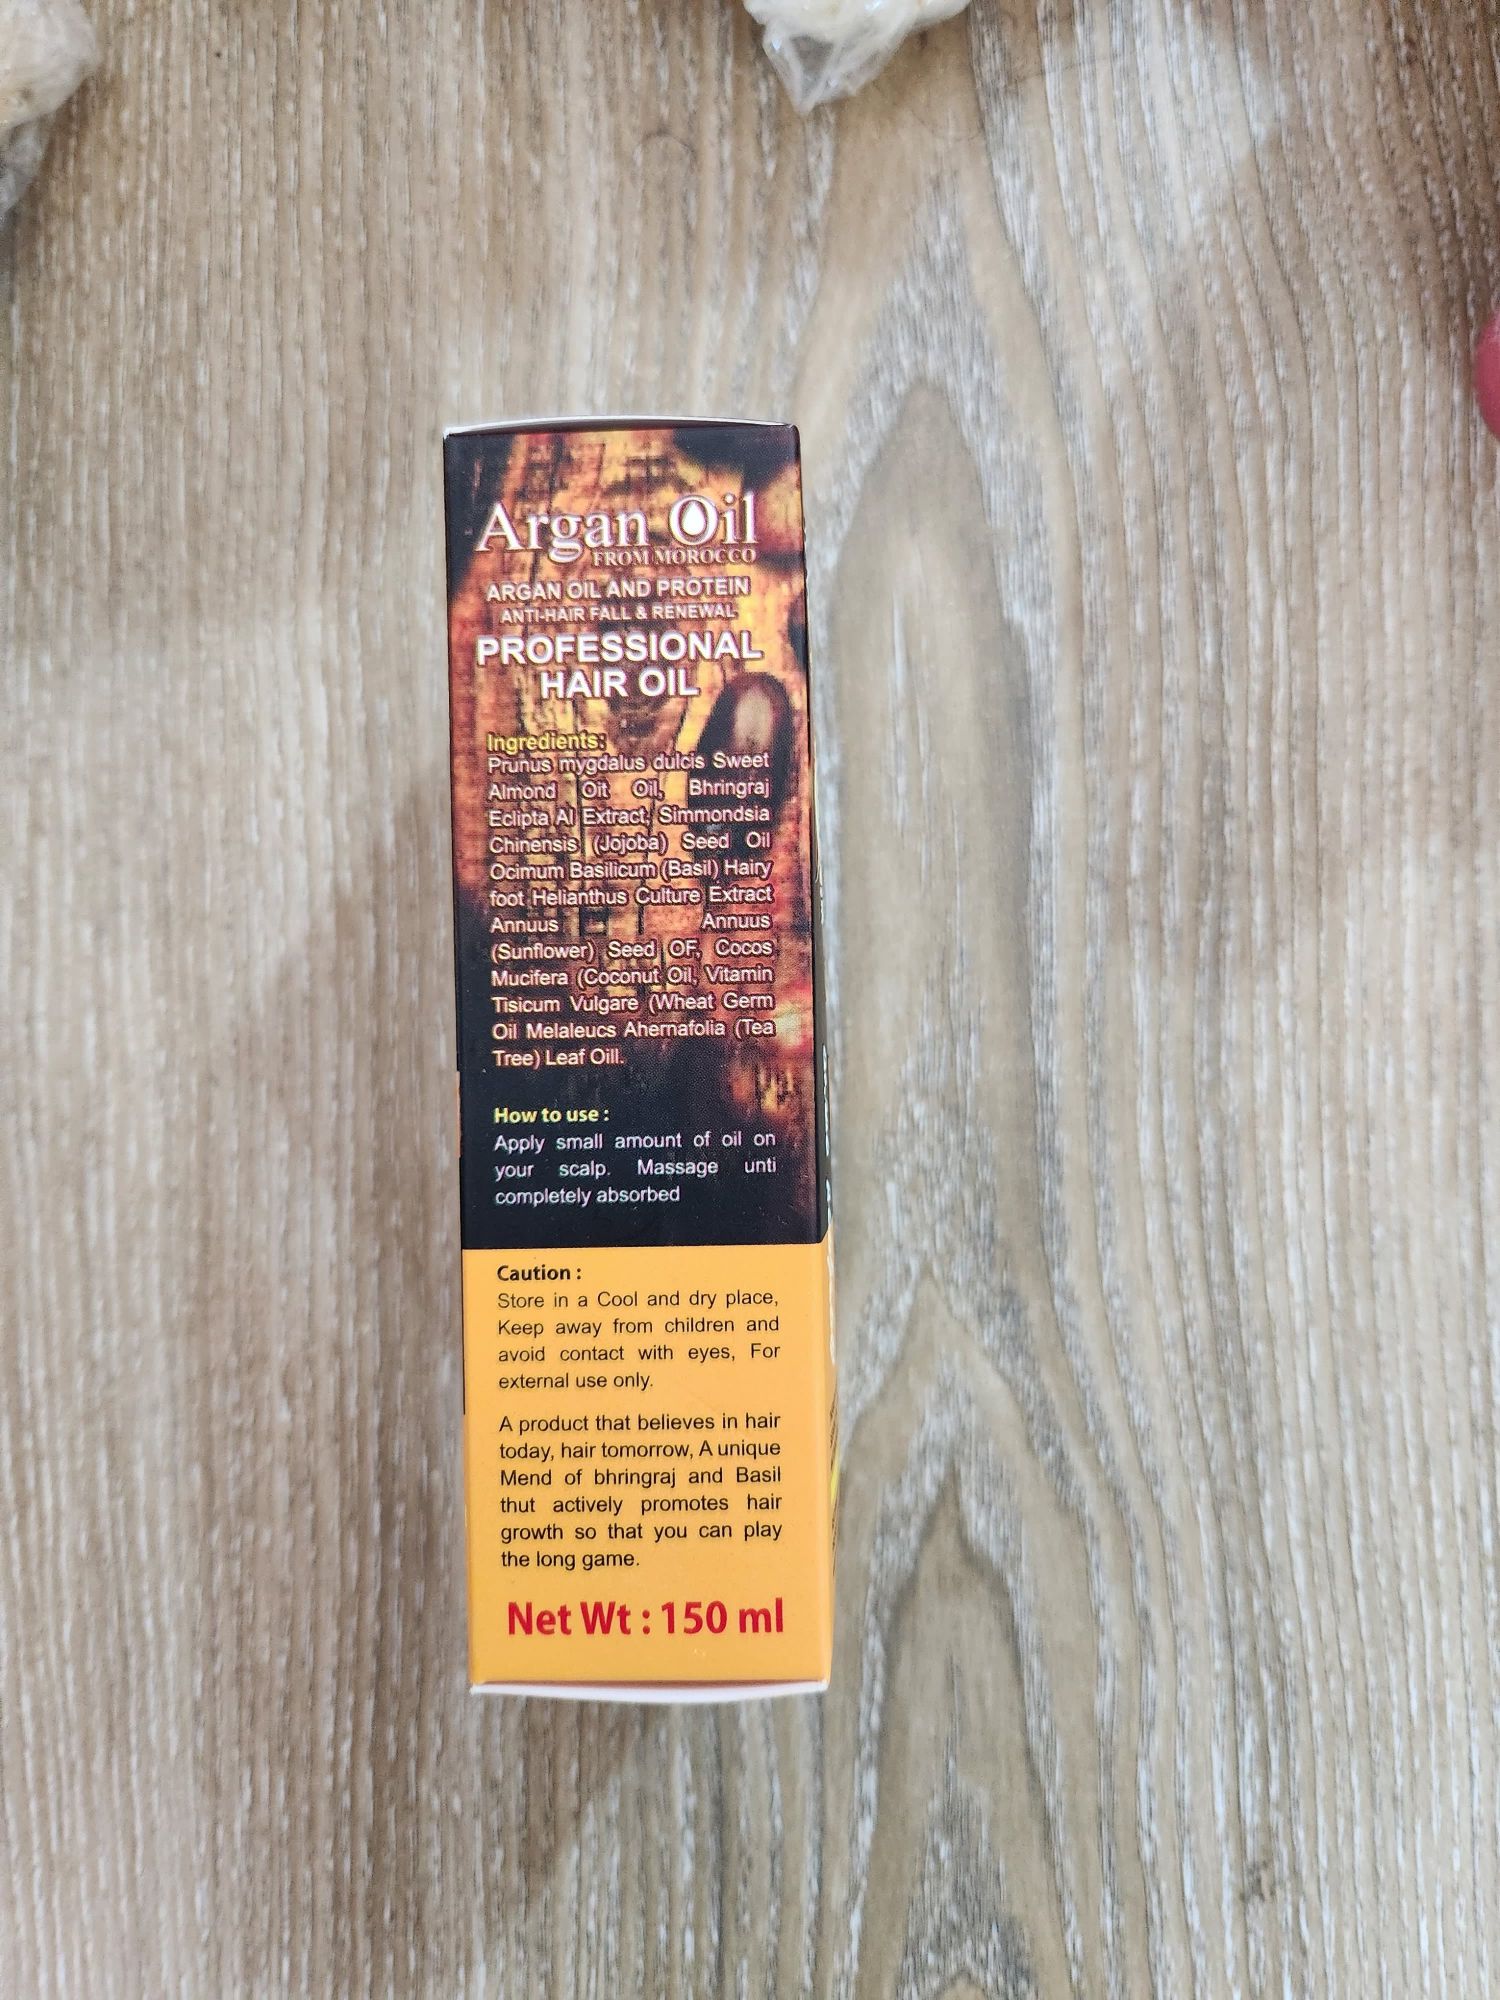 Argan Oil
FROM MOROCCO
ARGAN OIL AND PROTEIN
ANTI-HAIR FALL & RENEWAL
PROFESSIONAL
HAIR OIL
Ingredients:
Prunus mygdalus dulcis Sweet
Almond Oit Oil, Bhringraj
Eclipta Al Extract, Simmondsia
Chinensis (Jojoba) Seed Oil
Ocimum Basilicum (Basil) Hairy
foot Helianthus Culture Extract
Annuus - Annuus
(Sunflower) Seed OF, Cocos
Mucifera (Coconut Oil, Vitamin
Tisicum Vulgare (Wheat Germ
Oil Melaleucs Ahernafolia (Tea
Tree) Leaf Oill.
How to use :
Apply small amount of oil on
your scalp. Massage unti
completely absorbed
Caution :
Store in a Cool and dry place,
Keep away from children and
avoid contact with eyes, For
external use only.
A product that believes in hair
today, hair tomorrow, A unique
Mend of bhringraj and Basil
thut actively promotes hair
growth so that you can play
the long game.
Net Wt : 150 ml